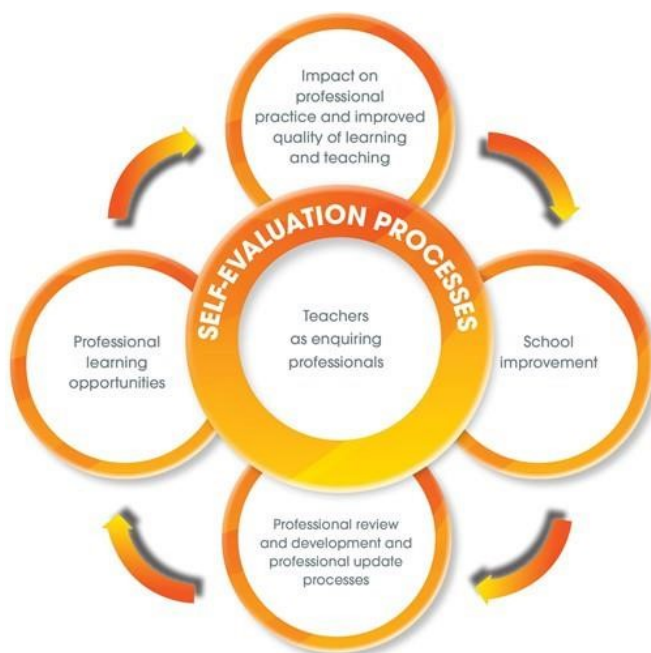 Impact on
professional
practice and improved
quality of learning
and teaching
SELF-EVALUATION PROCESSES
Professional
learning
opportunities
Teachers
as enquiring
professionals
School
improvement
Professional review
and development and
professional update
processes